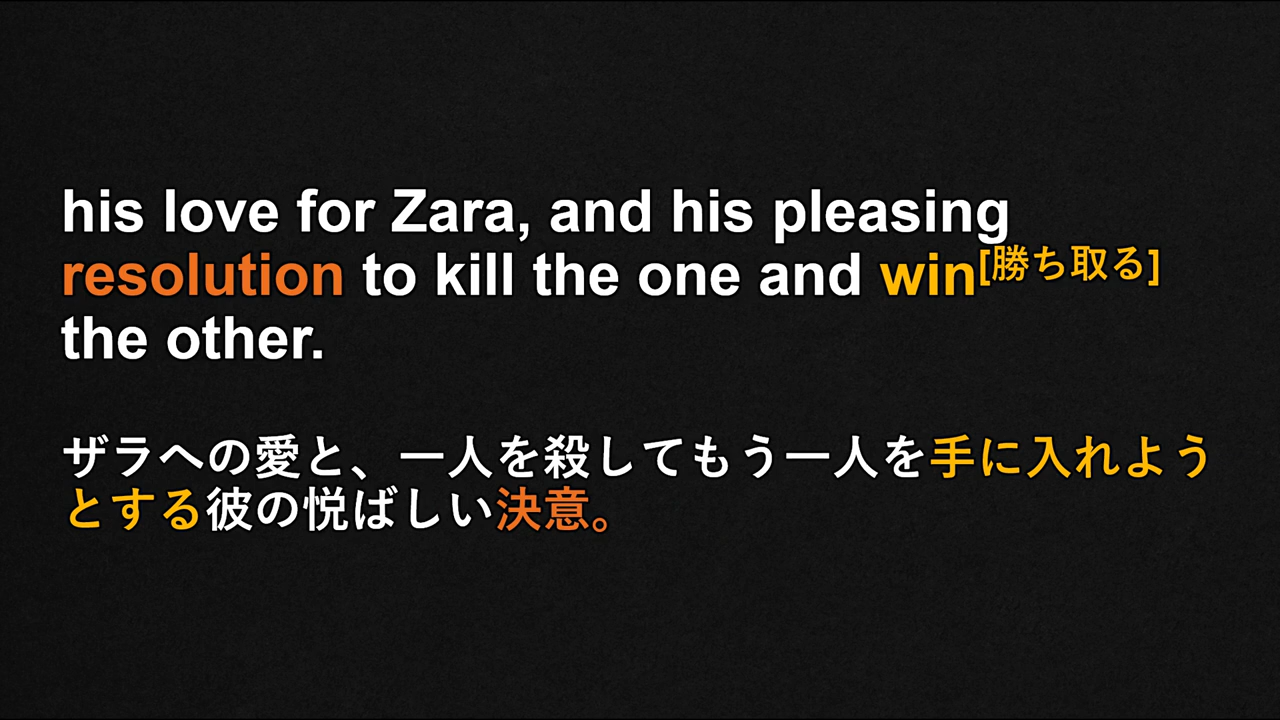 his love for Zara, and his pleasing
resolution to kill the one and win[勝ち取る]
the other.
ザラへの愛と、一人を殺してもう一人を手に入れよう
とする彼の悦ばしい決意。